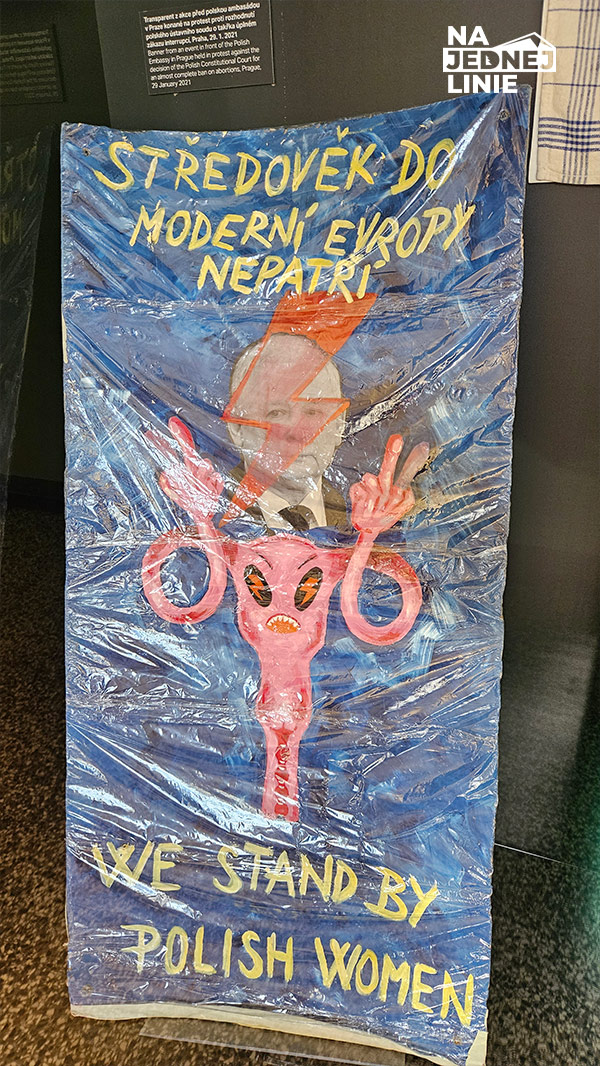 Transparent z akce před polskou ambasádou
v Praze konané na protest proti rozhodnutí
polského ústavního soudu o takřka úplném
zákazu interrupcí, Praha, 29. 1. 2021
Banner from an event in front of the Polish
Embassy in Prague held in protest against the
decision of the Polish Constitutional Court for
an almost complete ban on abortions, Prague,
29 January 2021
NA
JEDNEJ
LINIE
STŘEDOVĚK DO
MODERNÍ EVROPY
NEPATŘÍ
WE STAND BY
POLISH WOMEN